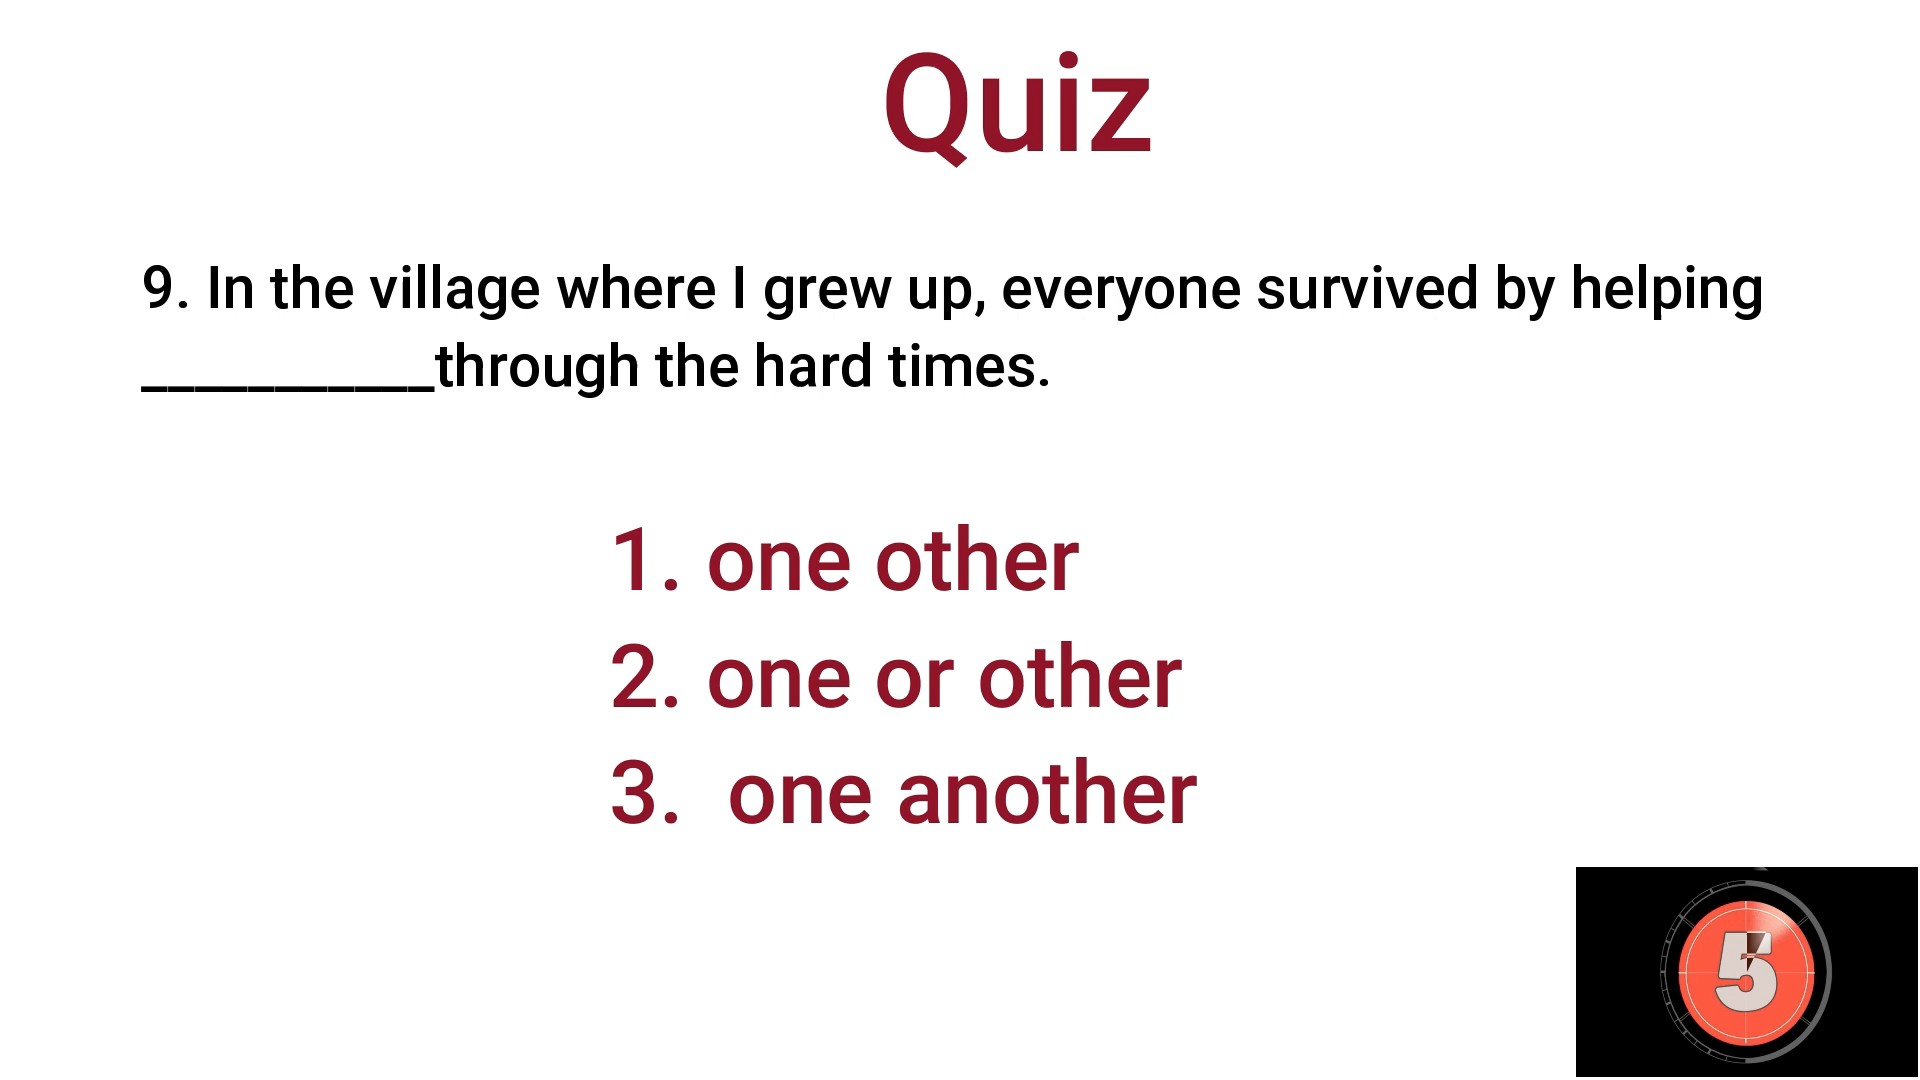 Quiz
9. In the village where I grew up, everyone survived by helping
___________through the hard times.
1. one other
2. one or other
3. one another
5